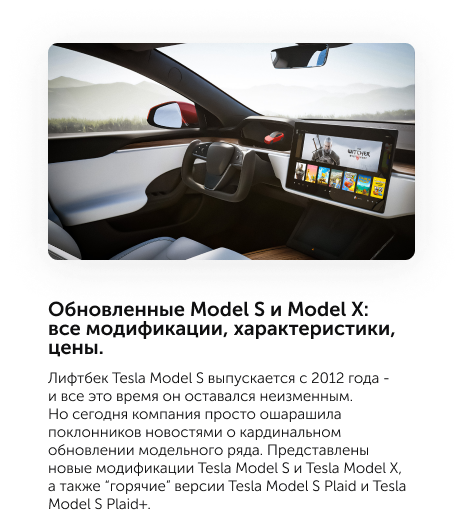 WITCHER
Обновленные Model S и Model X:
все модификации, характеристики,
цены.
Лифтбек Tesla Model S выпускается с 2012 года -
и все это время он оставался неизменным.
Но сегодня компания просто ошарашила
поклонников новостями о кардинальном
обновлении модельного ряда. Представлены
новые модификации Tesla Model S и Tesla Model X,
а также “горячие” версии Tesla Model S Plaid и Tesla
Model S Plaid+.